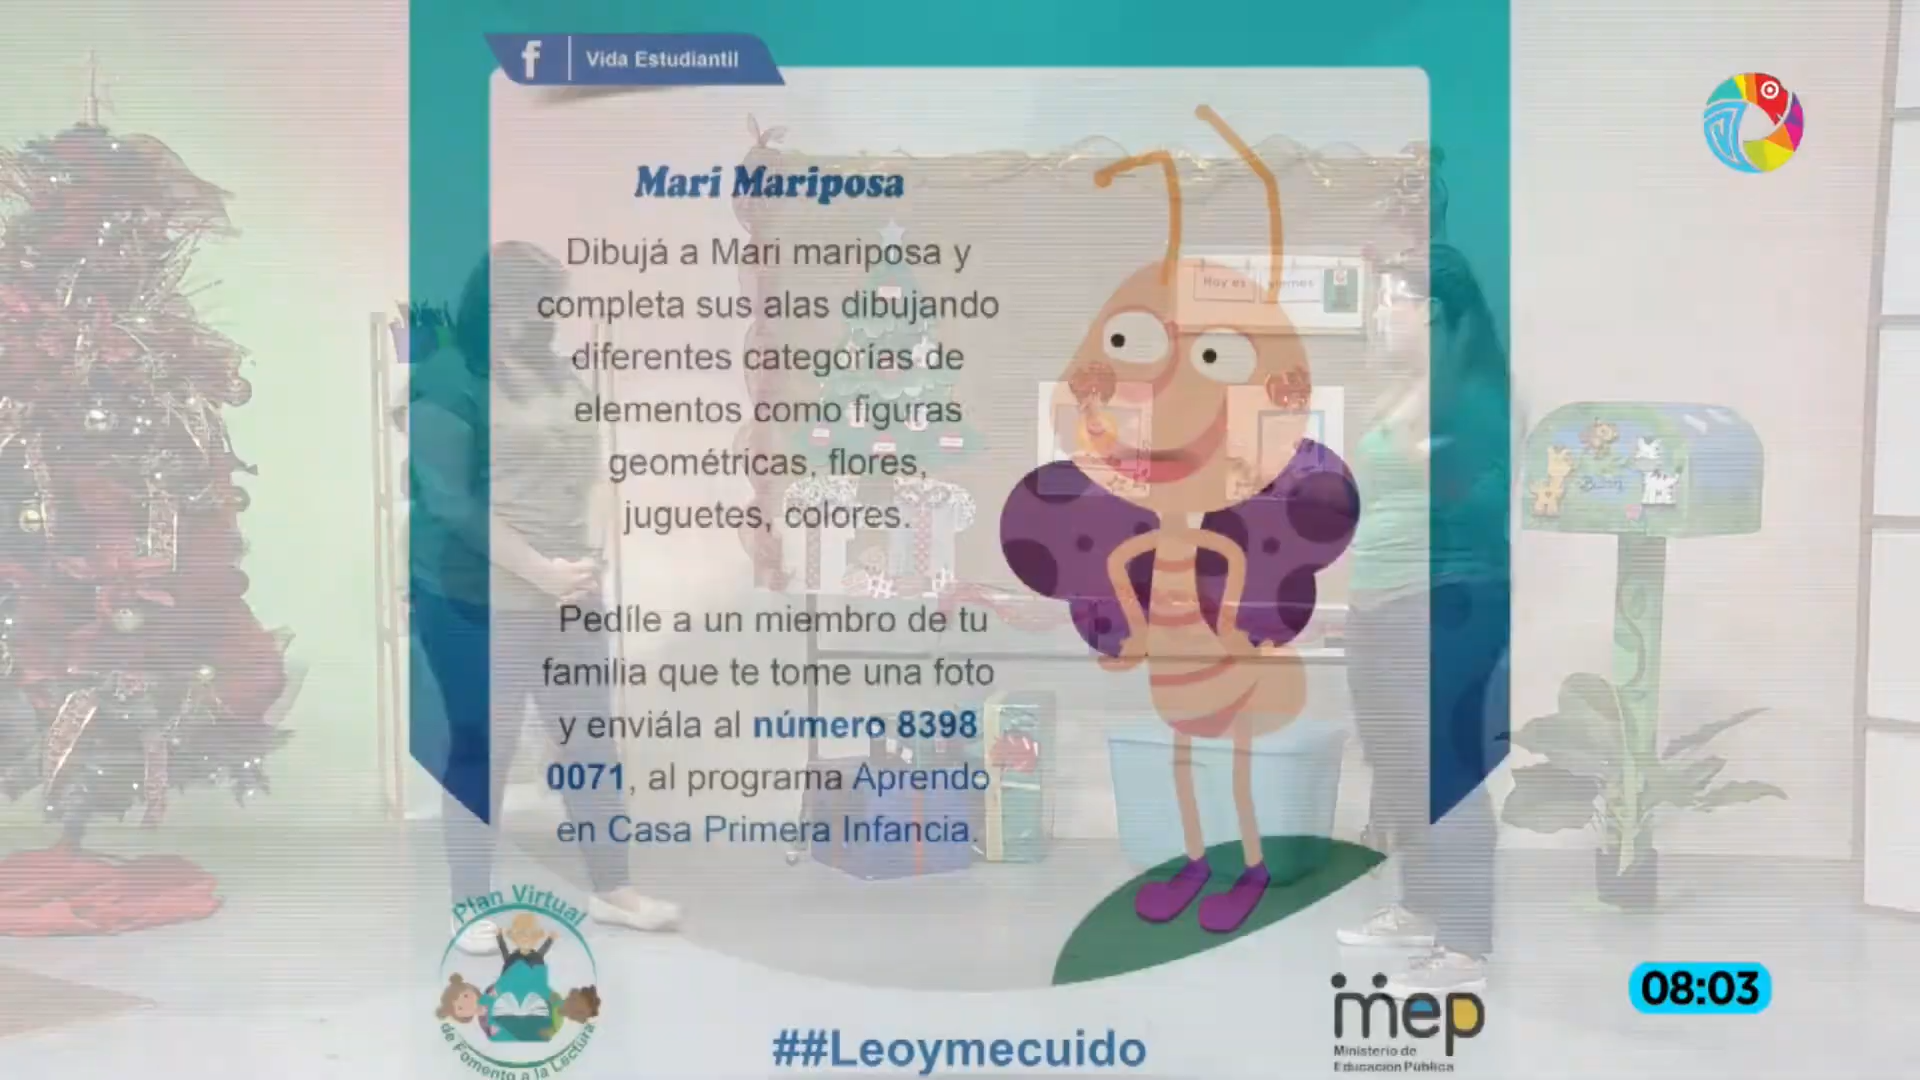 f Vida Estudiantil
Mari Mariposa
Dibujá a Mari mariposa y
completa sus alas dibujando
diferentes categorías de
elementos como figuras
geométricas, flores,
juguetes, colores.
Hoy es viernes
Pedíle a un miembro de tu
familia que te tome una foto
y enviála al número 8398
0071, al programa Aprendo
en Casa Primera Infancia.
Plan Virtual
de Fomento a la Lectura
##Leoymecuido
mep
Ministerio de
Educación Pública
08:03